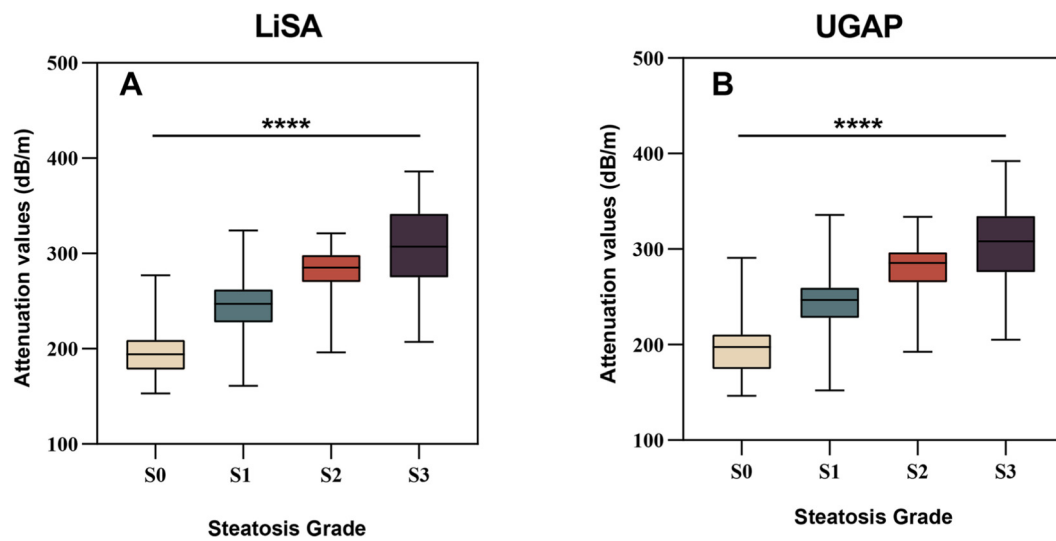 LiSA
A
****
Attenuation values (dB/m)
500
400
300
200
100
S0 S1 S2 S3
Steatosis Grade
UGAP
B
****
Attenuation values (dB/m)
500
400
300
200
100
S0 S1 S2 S3
Steatosis Grade